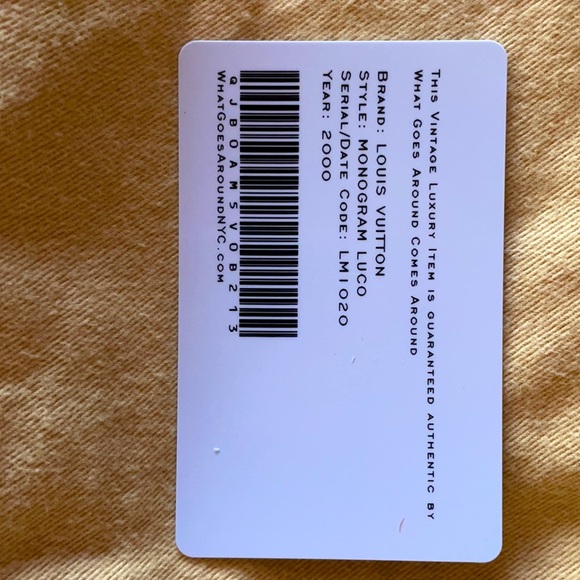 THIS VINTAGE LUXURY ITEM IS GUARANTEED AUTHENTIC BY
WHAT GOES AROUND COMES AROUND
BRAND: LOUIS VUITTON
STYLE: MONOGRAM LUCO
SERIAL/DATE CODE: LM1020
YEAR: 2000
QJBOAMSVOB213
WHATGOESAROUNDNYC.COM